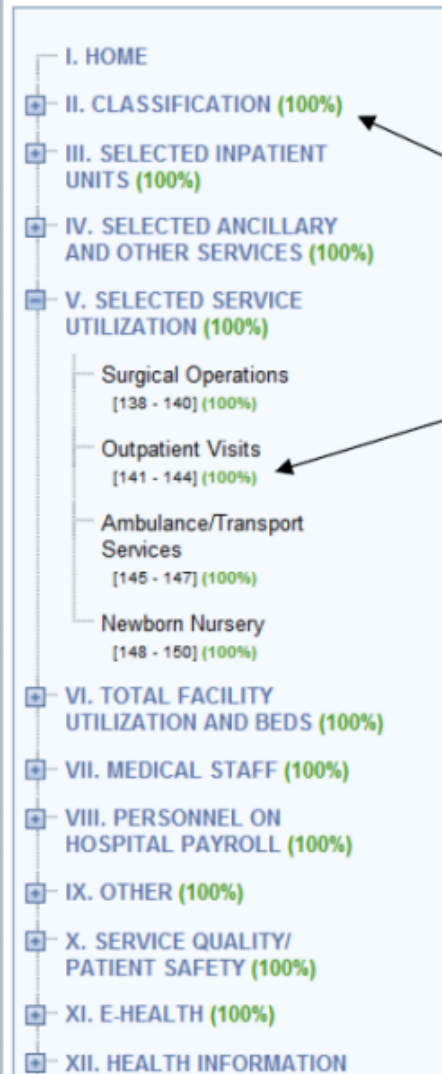 I. HOME
II. CLASSIFICATION (100%)
III. SELECTED INPATIENT
UNITS (100%)
IV. SELECTED ANCILLARY
AND OTHER SERVICES (100%)
V. SELECTED SERVICE
UTILIZATION (100%)
Surgical Operations
[138 - 140] (100%)
Outpatient Visits
[141 - 144] (100%)
Ambulance/Transport
Services
[145 - 147] (100%)
Newborn Nursery
[148 - 150] (100%)
VI. TOTAL FACILITY
UTILIZATION AND BEDS (100%)
VII. MEDICAL STAFF (100%)
VIII. PERSONNEL ON
HOSPITAL PAYROLL (100%)
IX. OTHER (100%)
X. SERVICE QUALITY/
PATIENT SAFETY (100%)
XI. E-HEALTH (100%)
XII. HEALTH INFORMATION